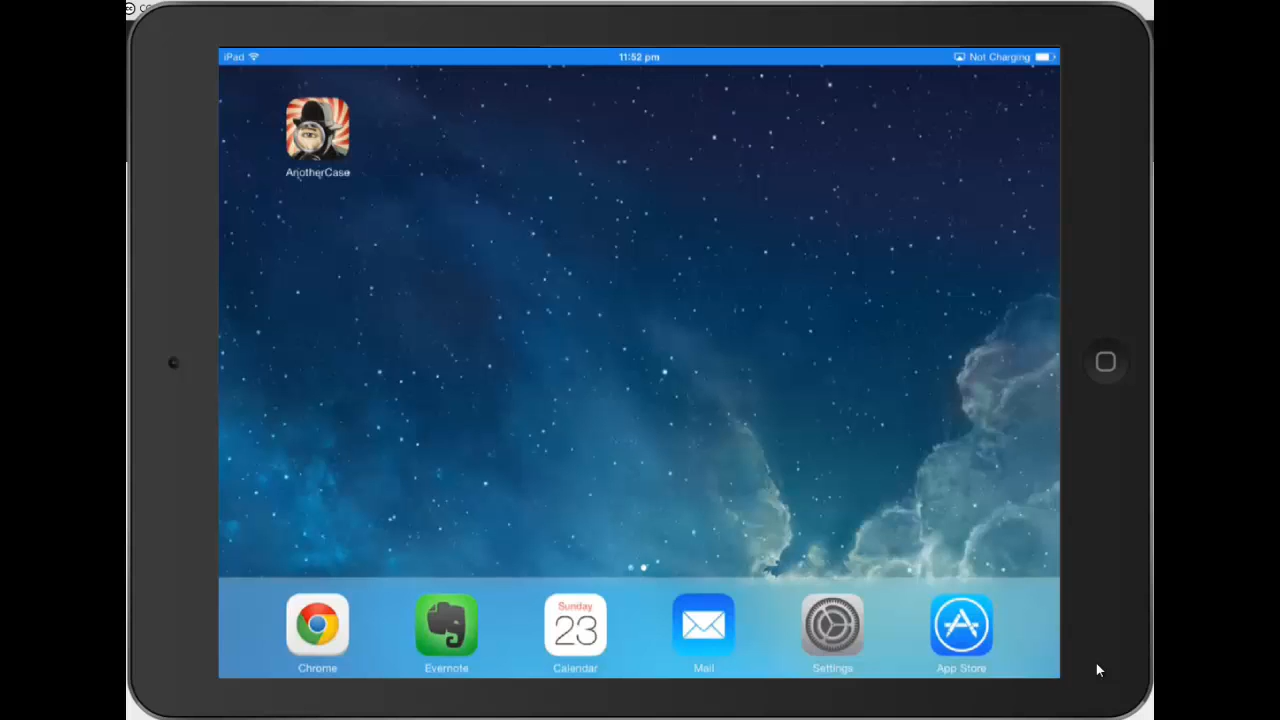 iPad
11:52 pm
Not Charging
AnotherCase
Sunday
23
Chrome
Evernote
Calendar
Mail
Settings
App Store